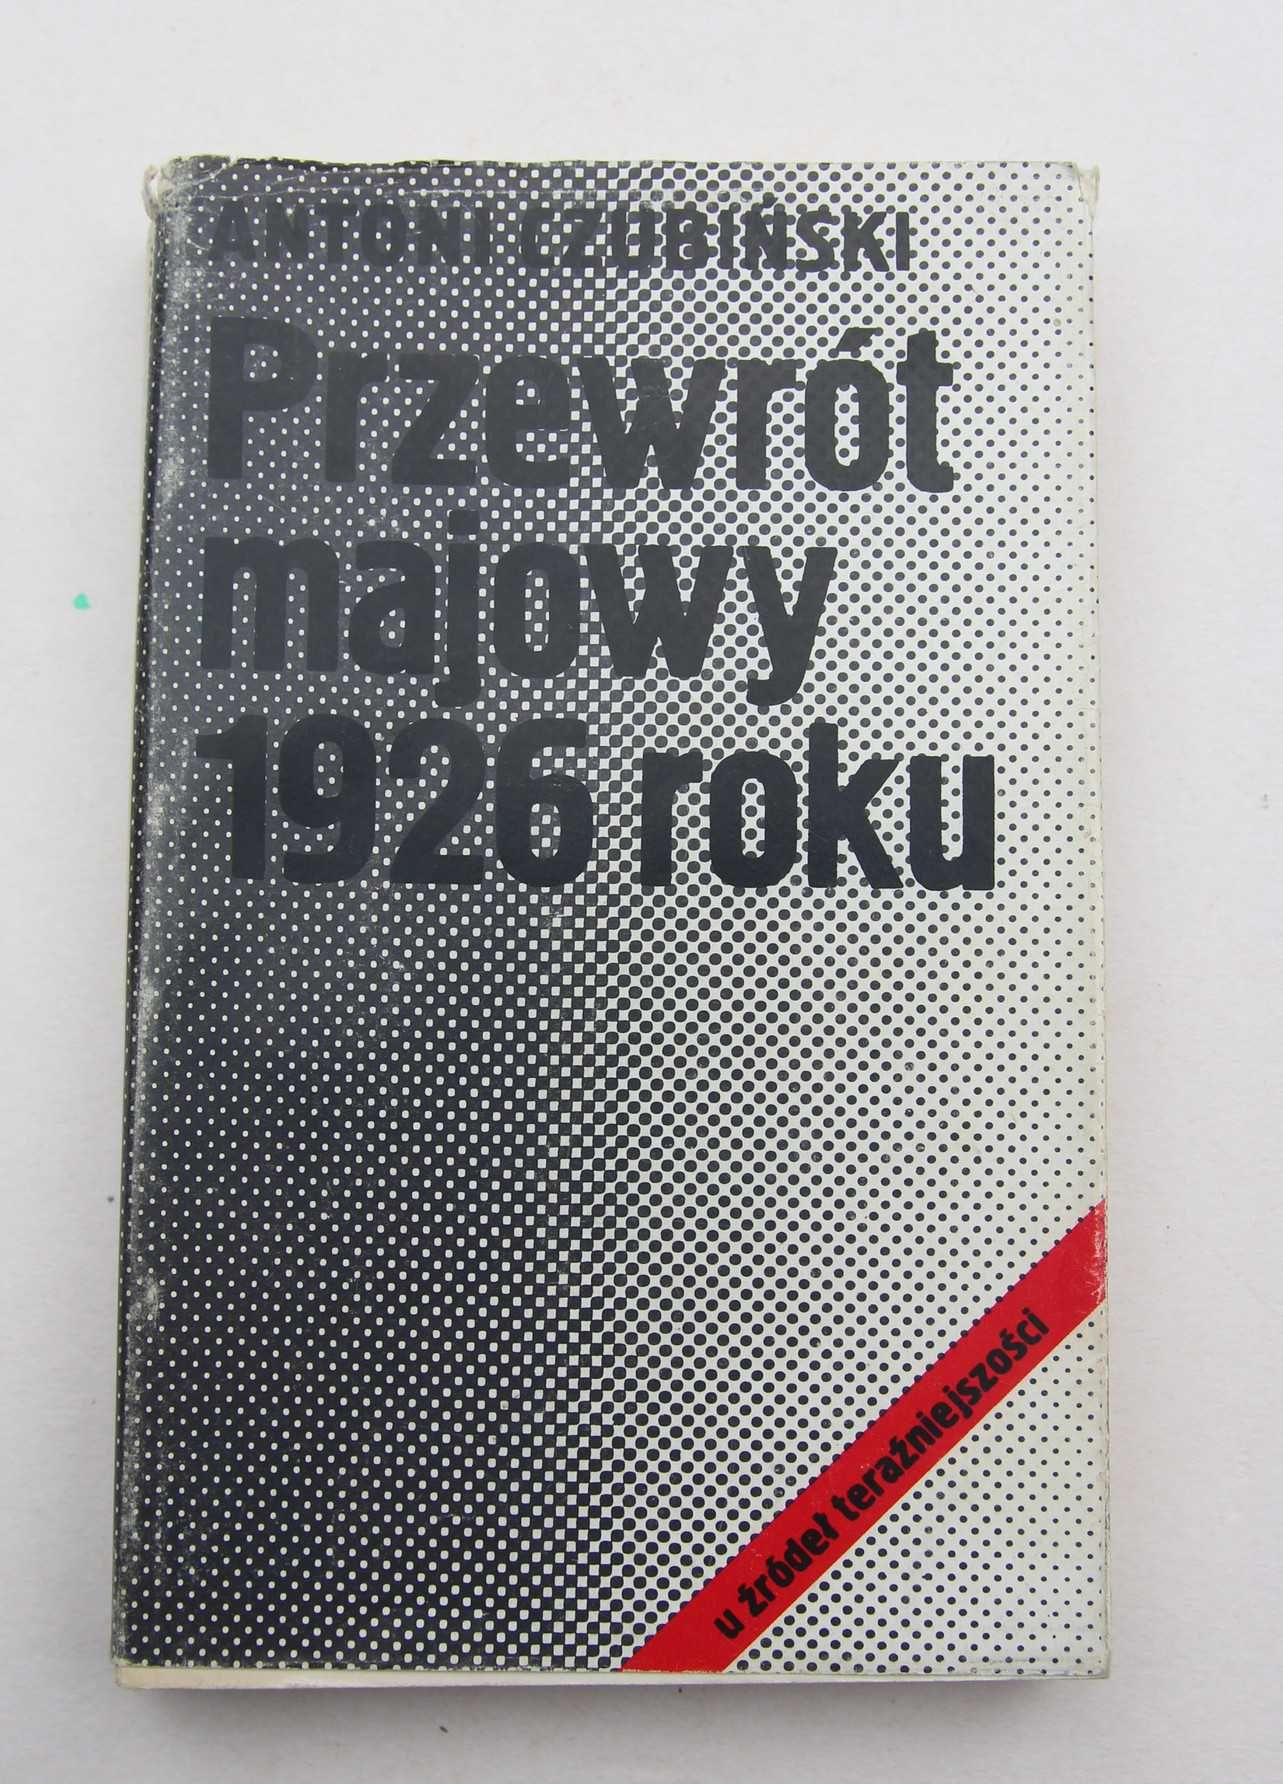 ANTONI CZUBIŃSKI
Przewrót
majowy
1926 roku
u źródeł teraźniejszości